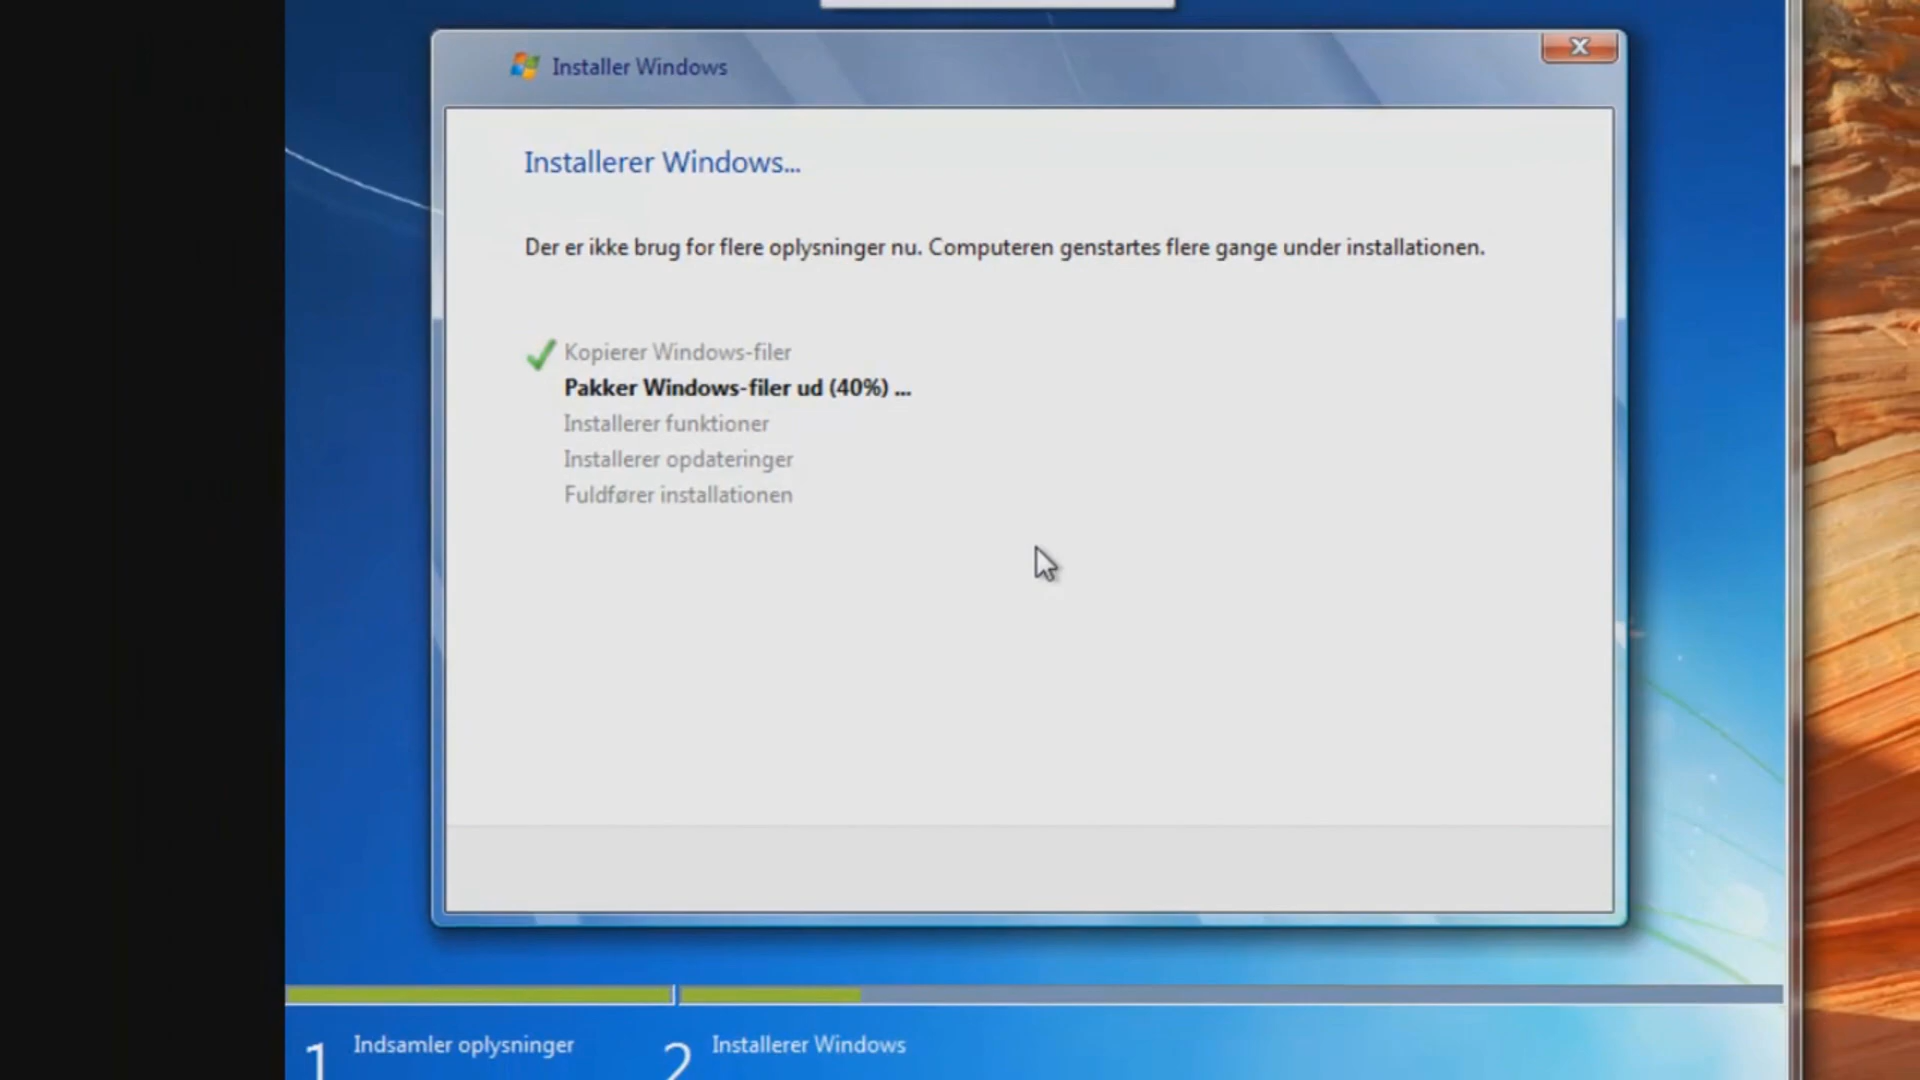 Installer Windows
Installerer Windows...
Der er ikke brug for flere oplysninger nu. Computeren genstartes flere gange under installationen.
Kopierer Windows-filer
Pakker Windows-filer ud (40%) ...
Installerer funktioner
Installerer opdateringer
Fuldfører installationen
1 Indsamler oplysninger
2 Installerer Windows